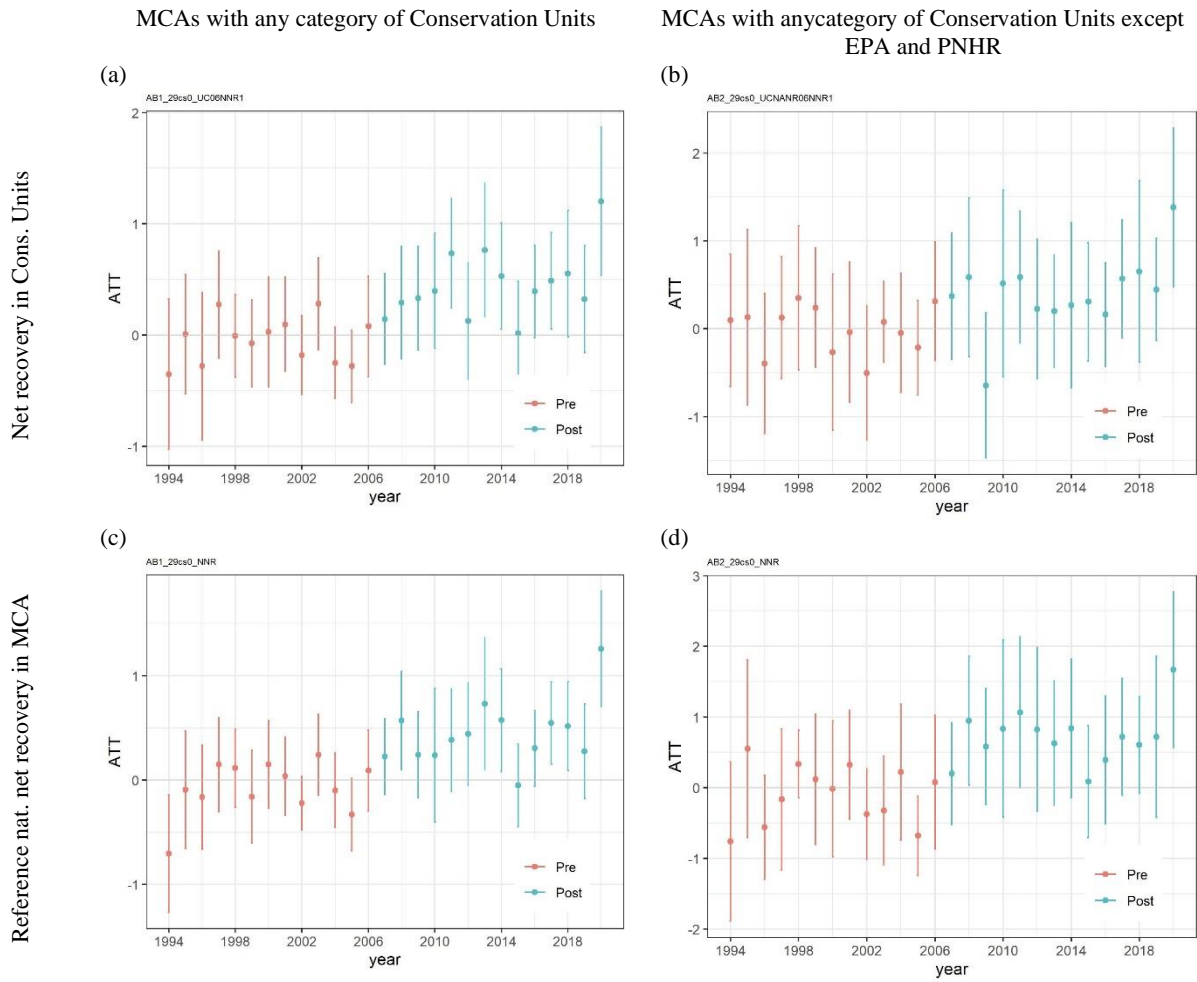 MCAs with any category of Conservation Units
MCAs with anycategory of Conservation Units except
EPA and PNHR
Net recovery in Cons. Units
(a)
AB1_29cs0_UC06NNR1
2
1
0
-1
ATT
Pre
Post
1994 1998 2002 2006 2010 2014 2018
year
(b)
AB2_29cs0_UCNANR06NNR1
2
1
0
-1
ATT
Pre
Post
1994 1998 2002 2006 2010 2014 2018
year
Reference nat. net recovery in MCA
(c)
AB1_29cs0_NNR
1
0
-1
ATT
Pre
Post
1994 1998 2002 2006 2010 2014 2018
year
(d)
AB2_29cs0_NNR
3
2
1
0
-1
-2
ATT
Pre
Post
1994 1998 2002 2006 2010 2014 2018
year